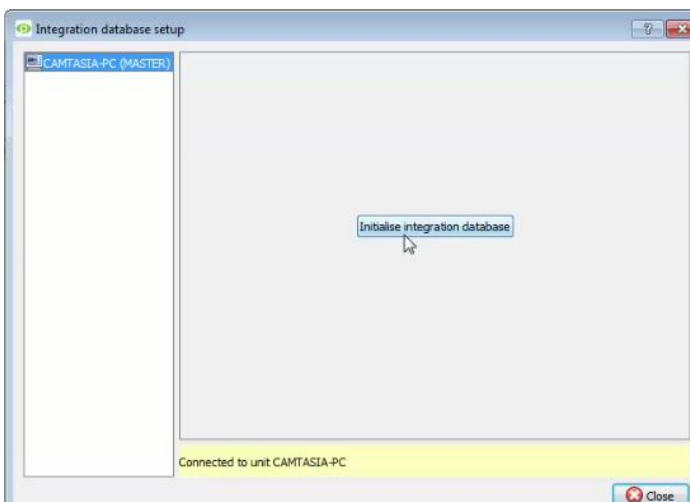 Integration database setup
CAMTASIA-PC (MASTER)
Initialise integration database
Connected to unit CAMTASIA-PC
Close